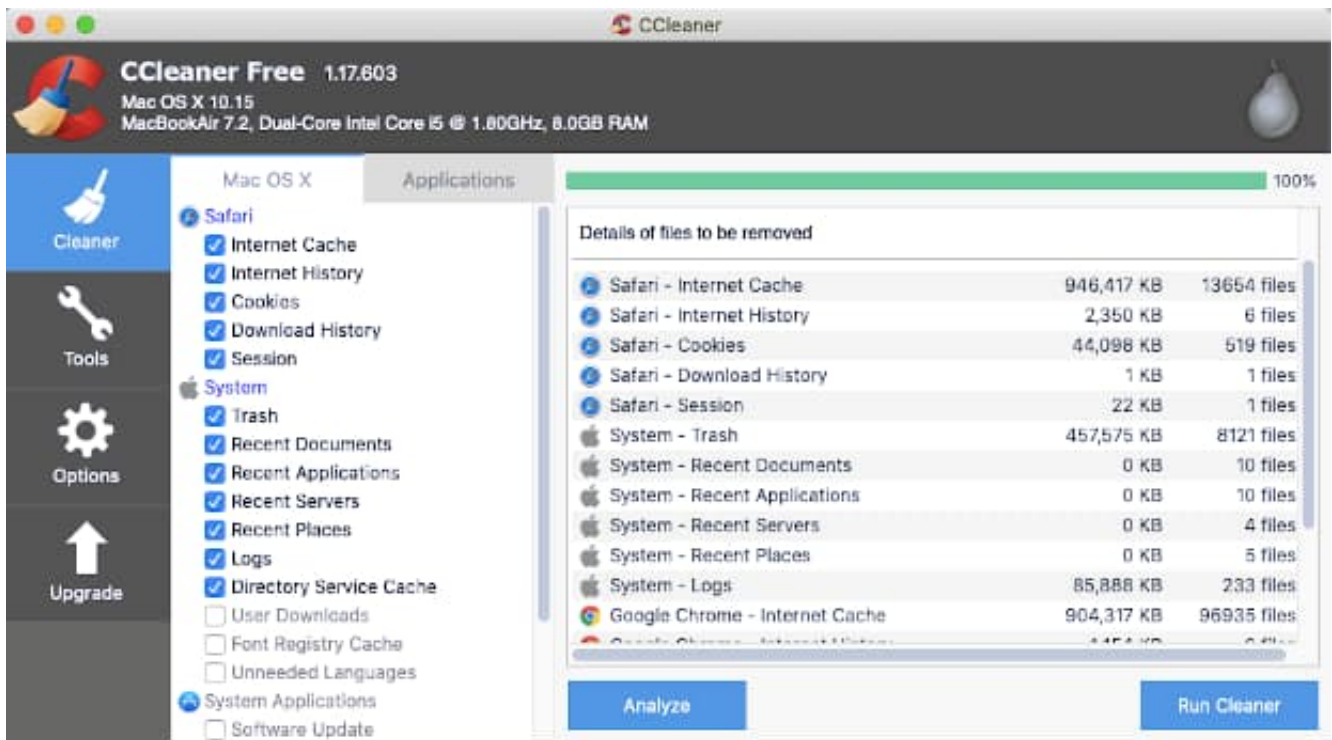 CCleaner
CCleaner Free 1.17.603
Mac OS X 10.15
MacBookAir 7.2, Dual-Core Intel Core i5 @ 1.80GHz, 8.0GB RAM
Cleaner
Tools
Options
Upgrade
Mac OS X Applications
Safari
Internet Cache
Internet History
Cookies
Download History
Session
System
Trash
Recent Documents
Recent Applications
Recent Servers
Recent Places
Logs
Directory Service Cache
User Downloads
Font Registry Cache
Unneeded Languages
System Applications
Software Update
100%
Details of files to be removed
Safari - Internet Cache 946,417 KB 13654 files
Safari - Internet History 2,350 KB 6 files
Safari - Cookies 44,098 KB 519 files
Safari - Download History 1 KB 1 files
Safari - Session 22 KB 1 files
System - Trash 457,575 KB 8121 files
System - Recent Documents 0 KB 10 files
System - Recent Applications 0 KB 10 files
System - Recent Servers 0 KB 4 files
System - Recent Places 0 KB 5 files
System - Logs 85,888 KB 233 files
Google Chrome - Internet Cache 904,317 KB 96935 files
Analyze
Run Cleaner